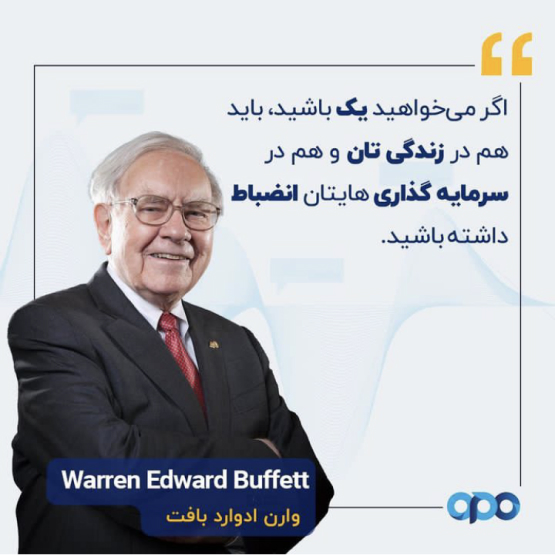 اگر می‌خواهید یک باشید، باید
هم در زندگی تان و هم در
سرمایه گذاری هایتان انضباط
داشته باشید.
Warren Edward Buffett
وارن ادوارد بافت
opo